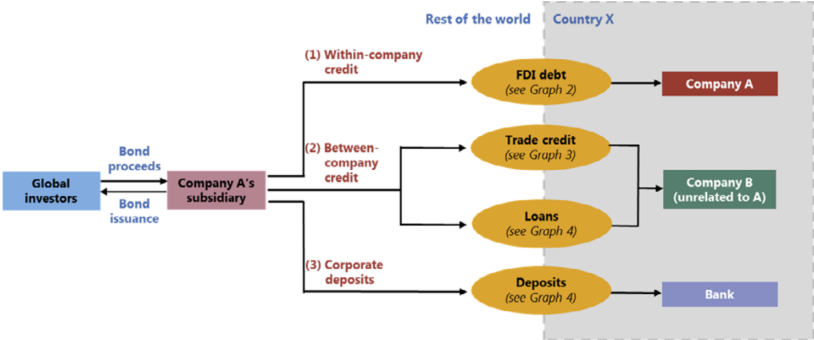 Rest of the world
Country X
(1) Within-company
credit
FDI debt
(see Graph 2)
Company A
(2) Between-
company
credit
Trade credit
(see Graph 3)
Bond
proceeds
Global
investors
Company A's
subsidiary
Bond
issuance
Company B
(unrelated to A)
Loans
(see Graph 4)
(3) Corporate
deposits
Deposits
(see Graph 4)
Bank